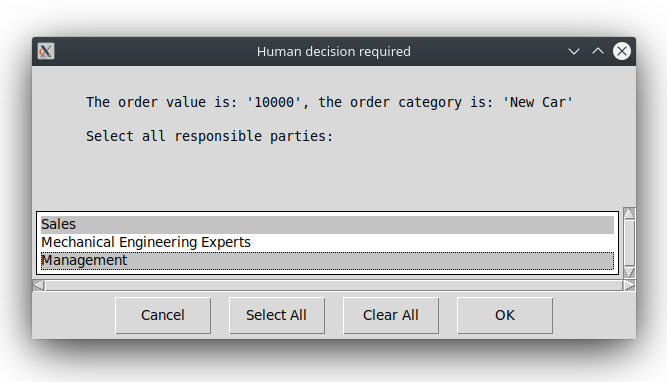 Human decision required
The order value is: '10000', the order category is: 'New Car'
Select all responsible parties:
Sales
Mechanical Engineering Experts
Management
Cancel Select All Clear All OK